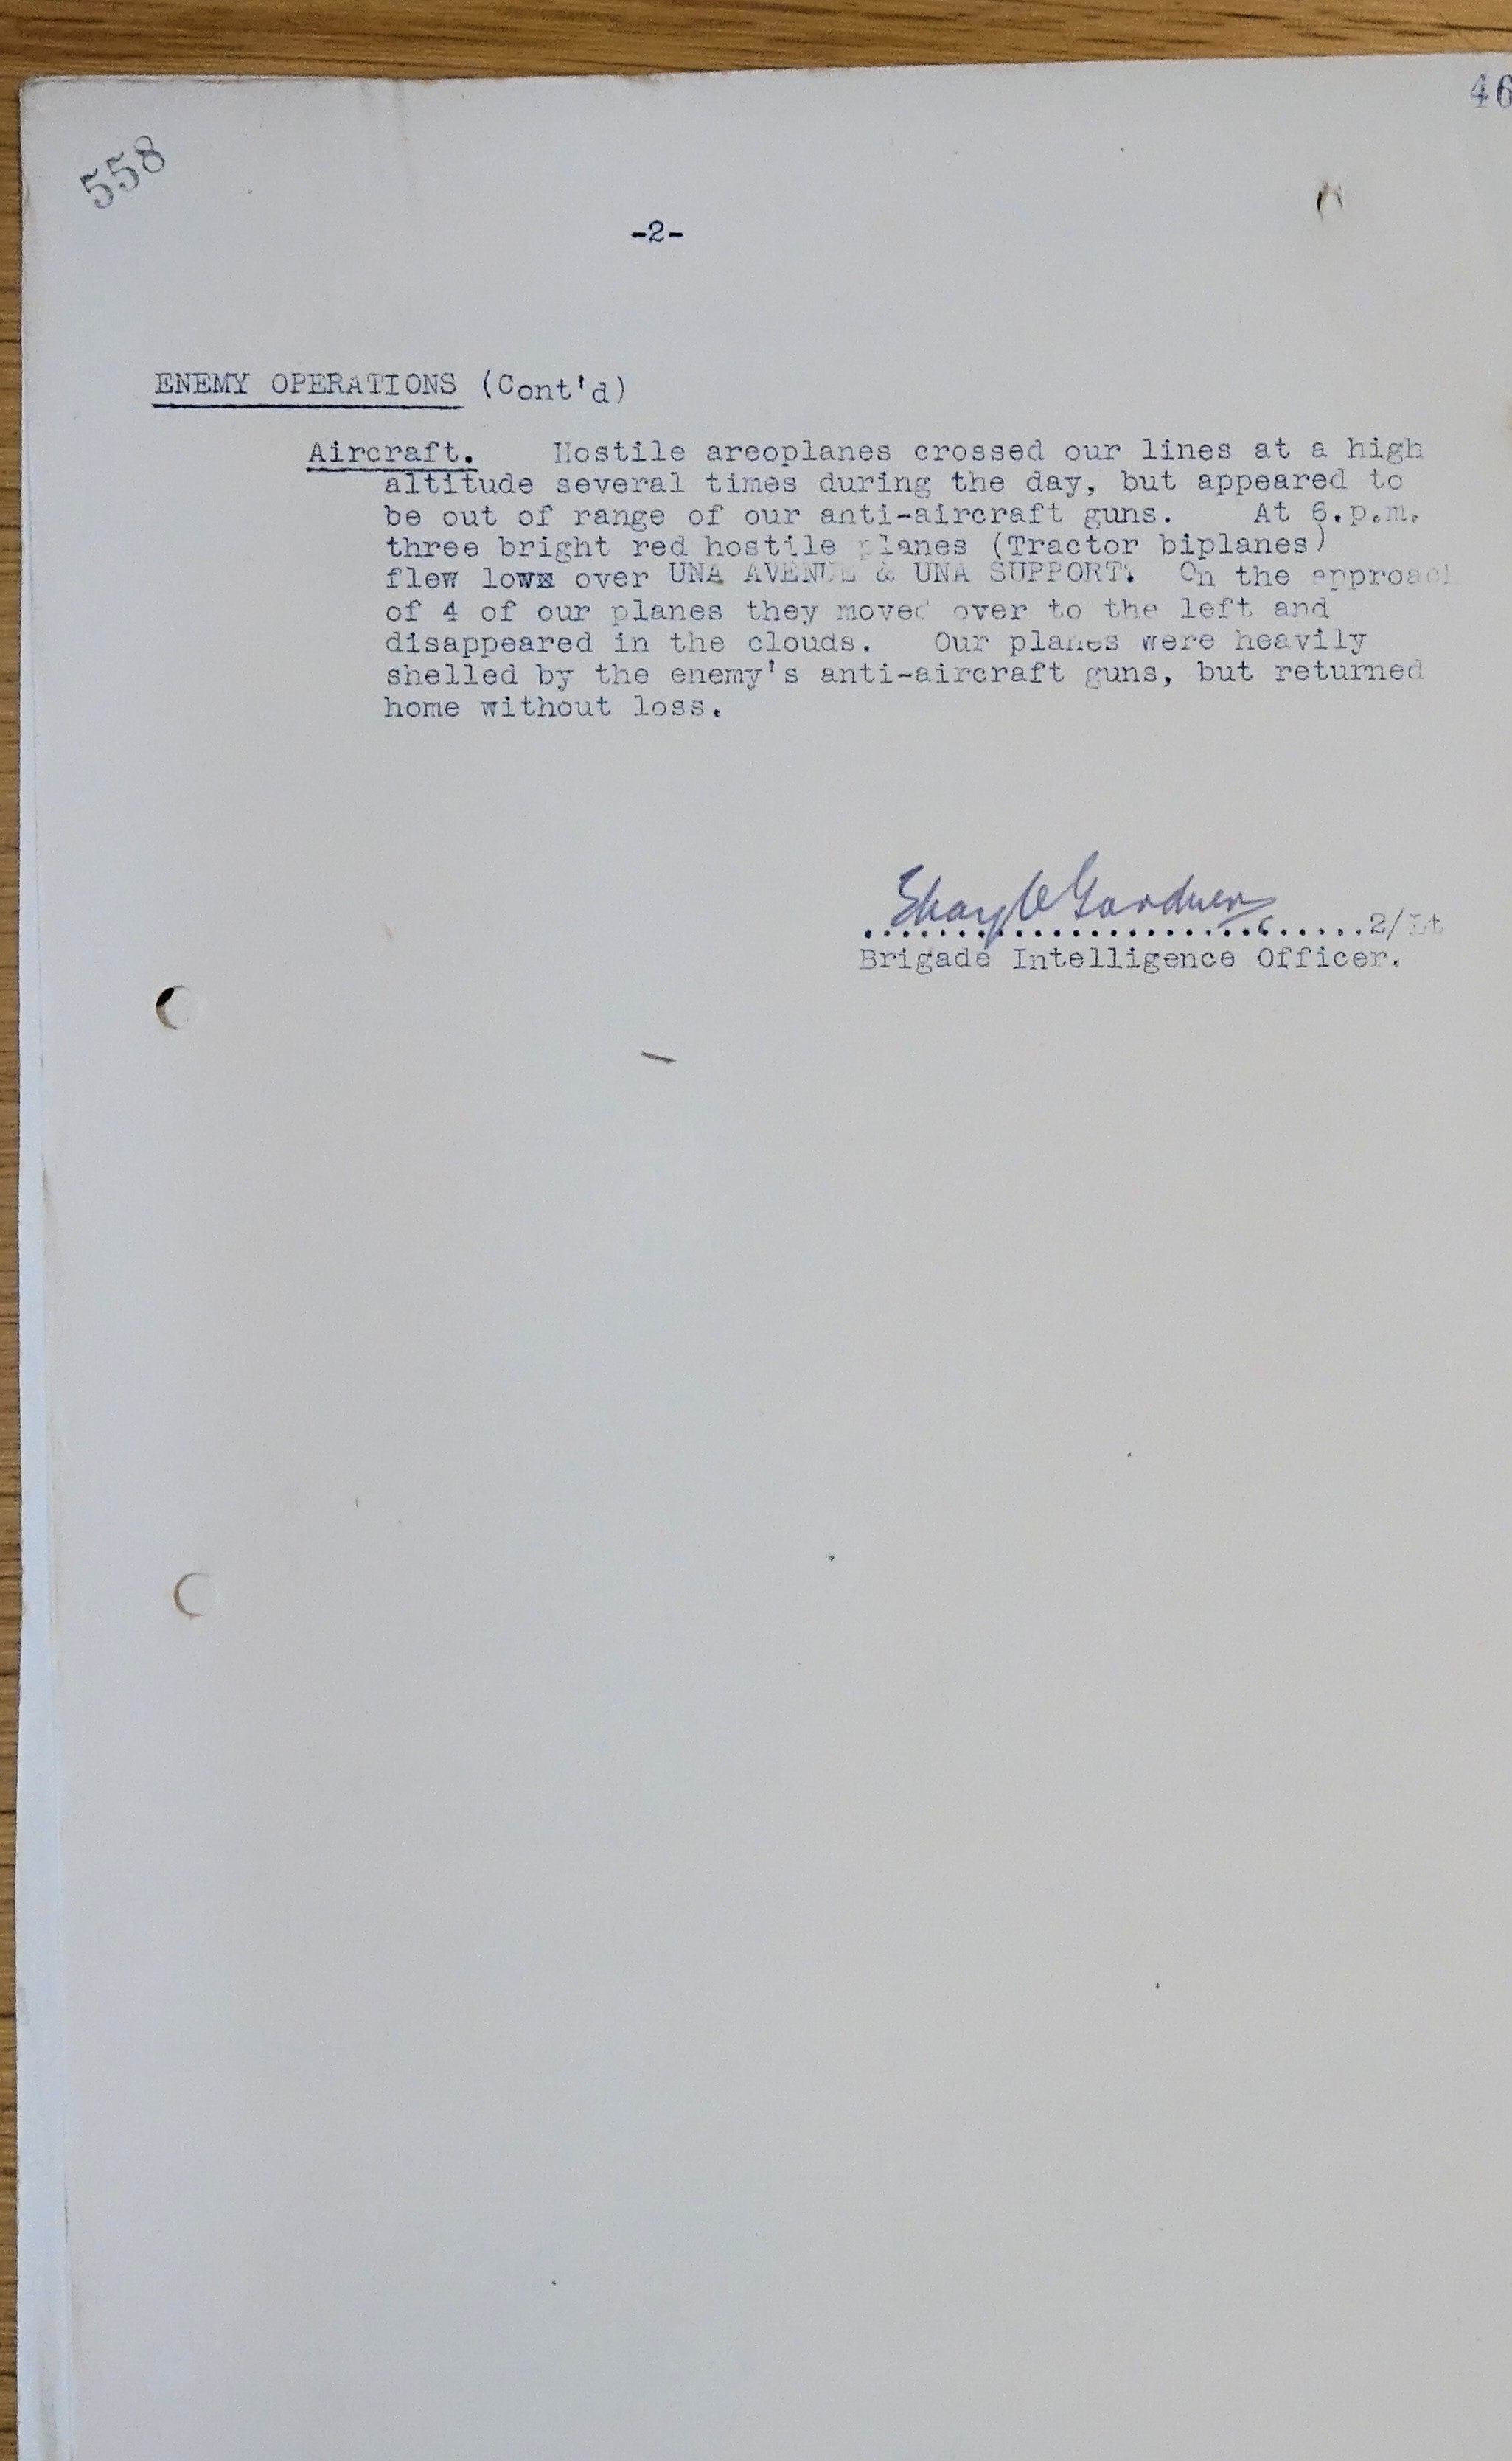 46
558
-2-
ENEMY OPERATIONS (Cont'd)
Aircraft. Hostile areoplanes crossed our lines at a high
altitude several times during the day, but appeared to
be out of range of our anti-aircraft guns. At 6.p.m.
three bright red hostile planes (Tractor biplanes)
flew low over UNA AVENUE & UNA SUPPORT. On the approach
of 4 of our planes they moved over to the left and
disappeared in the clouds. Our planes were heavily
shelled by the enemy's anti-aircraft guns, but returned
home without loss.
Gardner
2/Lt
Brigade Intelligence Officer.